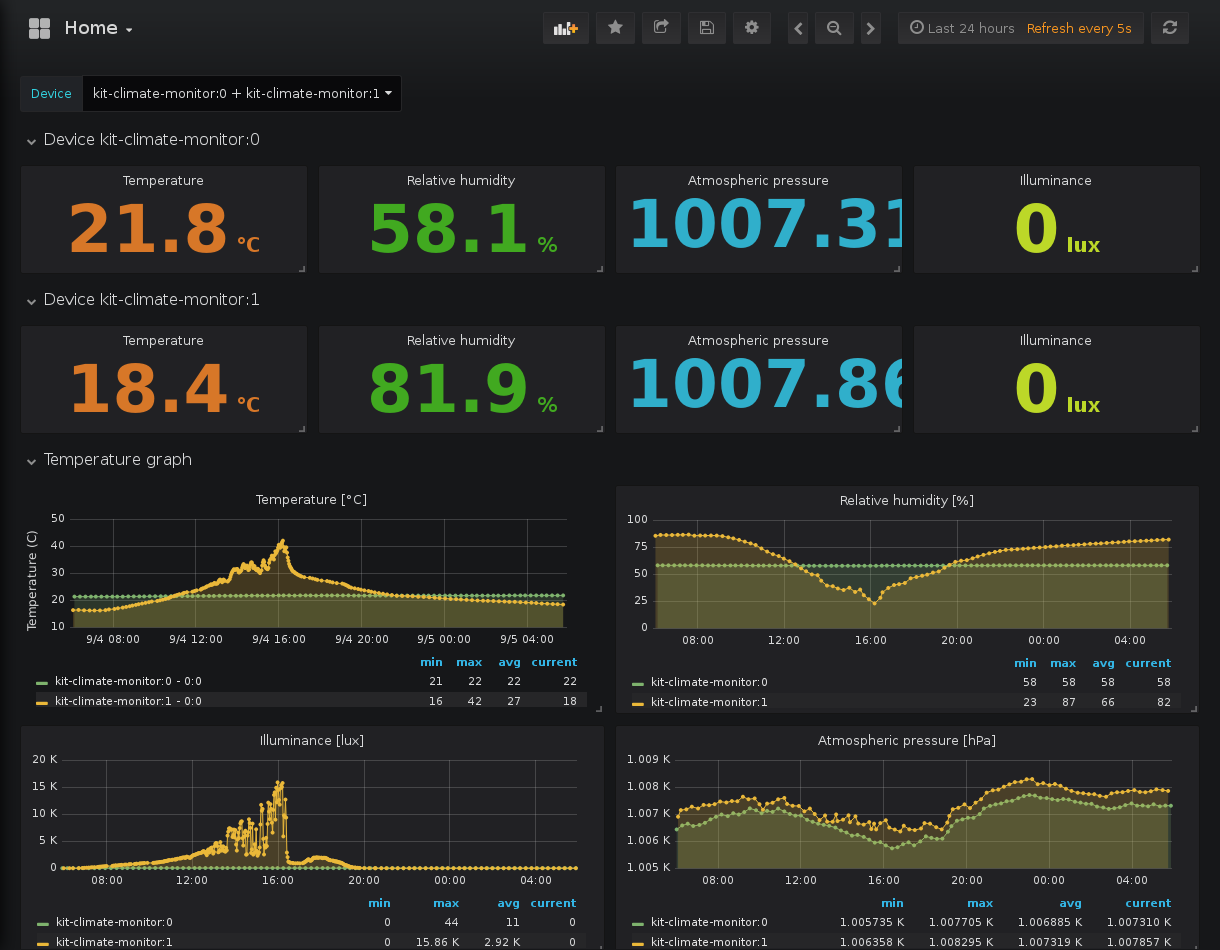 Home
Last 24 hours Refresh every 5s
Device kit-climate-monitor:0 + kit-climate-monitor:1
Device kit-climate-monitor:0
Temperature Relative humidity Atmospheric pressure Illuminance
21.8 °C 58.1 % 1007.31 0 lux
Device kit-climate-monitor:1
Temperature Relative humidity Atmospheric pressure Illuminance
18.4 °C 81.9 % 1007.86 0 lux
Temperature graph
Temperature [°C]
Temperature (C)
50
40
30
20
10
9/4 08:00 9/4 12:00 9/4 16:00 9/4 20:00 9/5 00:00 9/5 04:00
min max avg current
kit-climate-monitor:0 - 0:0 21 22 22 22
kit-climate-monitor:1 - 0:0 16 42 27 18
Relative humidity [%]
100
75
50
25
0
08:00 12:00 16:00 20:00 00:00 04:00
min max avg current
kit-climate-monitor:0 58 58 58 58
kit-climate-monitor:1 23 87 66 82
Illuminance [lux]
20 K
15 K
10 K
5 K
0
08:00 12:00 16:00 20:00 00:00 04:00
min max avg current
kit-climate-monitor:0 0 44 11 0
kit-climate-monitor:1 0 15.86 K 2.92 K 0
Atmospheric pressure [hPa]
1.009 K
1.008 K
1.007 K
1.006 K
1.005 K
08:00 12:00 16:00 20:00 00:00 04:00
min max avg current
kit-climate-monitor:0 1.005735 K 1.007705 K 1.006885 K 1.007310 K
kit-climate-monitor:1 1.006358 K 1.008295 K 1.007319 K 1.007857 K